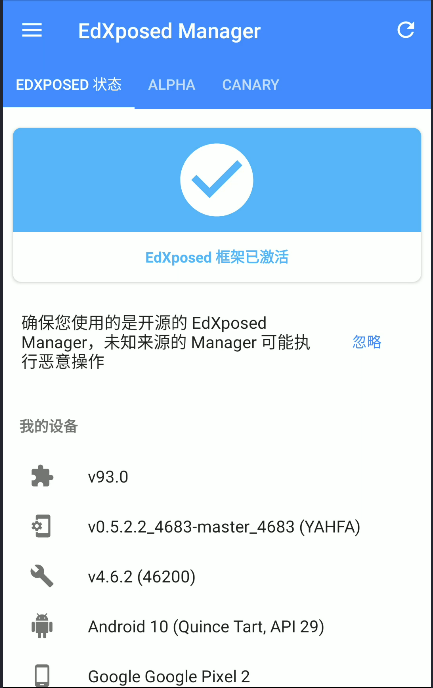 EdXposed Manager
EDXPOSED 状态
ALPHA
CANARY
EdXposed 框架已激活
确保您使用的是开源的 EdXposed
Manager，未知来源的 Manager 可能执
行恶意操作
忽略
我的设备
v93.0
v0.5.2.2_4683-master_4683 (YAHFA)
v4.6.2 (46200)
Android 10 (Quince Tart, API 29)
Google Google Pixel 2